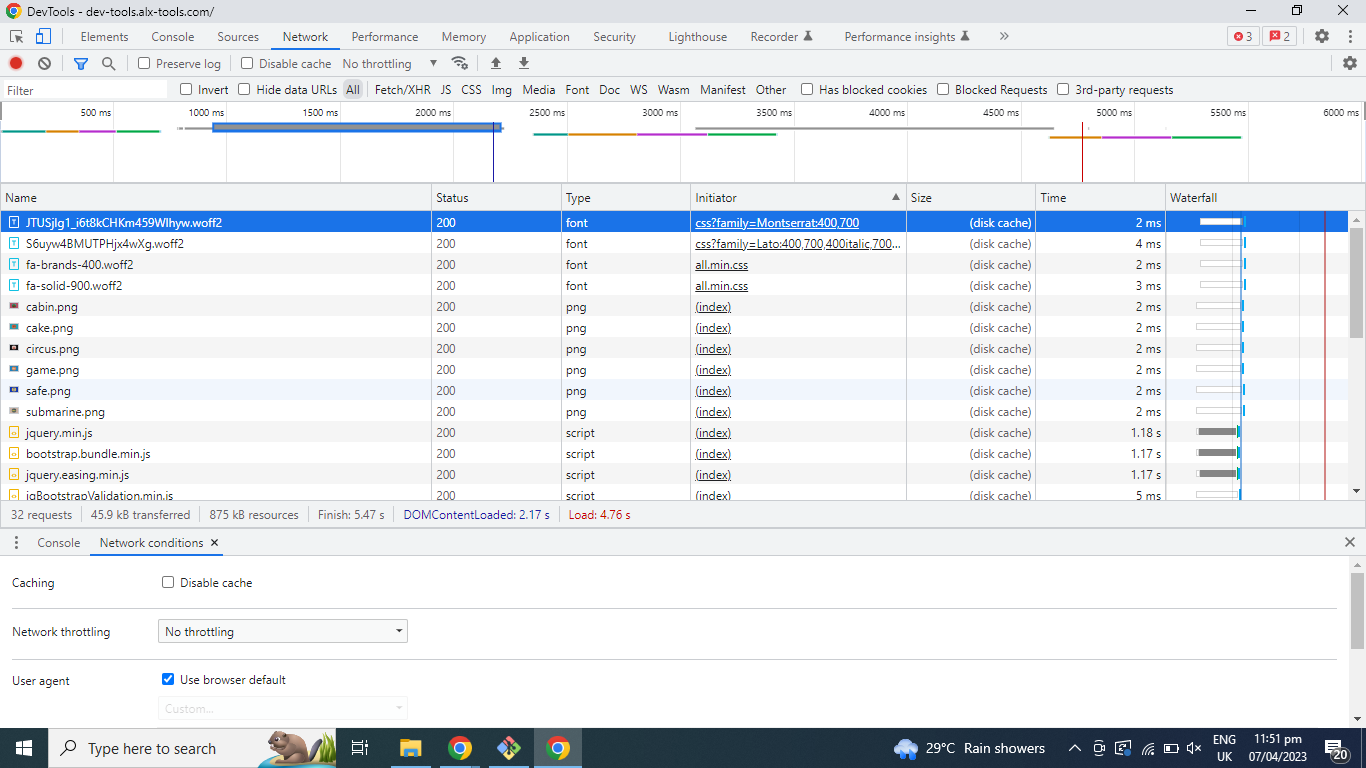 DevTools - dev-tools.alx-tools.com/
Elements Console Sources Network Performance Memory Application Security Lighthouse Recorder Performance insights » 3 2
Preserve log Disable cache No throttling
Filter Invert Hide data URLs All Fetch/XHR JS CSS Img Media Font Doc WS Wasm Manifest Other Has blocked cookies Blocked Requests 3rd-party requests
500 ms 1000 ms 1500 ms 2000 ms 2500 ms 3000 ms 3500 ms 4000 ms 4500 ms 5000 ms 5500 ms 6000 ms
Name Status Type Initiator Size Time Waterfall
JTUSjIg1_i6t8kCHKm459Wlhyw.woff2 200 font css?family=Montserrat:400,700 (disk cache) 2 ms
S6uyw4BMUTPHjx4wXg.woff2 200 font css?family=Lato:400,700,400italic,700... (disk cache) 4 ms
fa-brands-400.woff2 200 font all.min.css (disk cache) 2 ms
fa-solid-900.woff2 200 font all.min.css (disk cache) 3 ms
cabin.png 200 png (index) (disk cache) 2 ms
cake.png 200 png (index) (disk cache) 2 ms
circus.png 200 png (index) (disk cache) 2 ms
game.png 200 png (index) (disk cache) 2 ms
safe.png 200 png (index) (disk cache) 2 ms
submarine.png 200 png (index) (disk cache) 2 ms
jquery.min.js 200 script (index) (disk cache) 1.18 s
bootstrap.bundle.min.js 200 script (index) (disk cache) 1.17 s
jquery.easing.min.js 200 script (index) (disk cache) 1.17 s
jqBootstrapValidation.min.js 200 script (index) (disk cache) 5 ms
32 requests 45.9 kB transferred 875 kB resources Finish: 5.47 s DOMContentLoaded: 2.17 s Load: 4.76 s
Console Network conditions
Caching Disable cache
Network throttling No throttling
User agent Use browser default
Custom...
Type here to search 29°C Rain showers ENG 11:51 pm
UK 07/04/2023 20